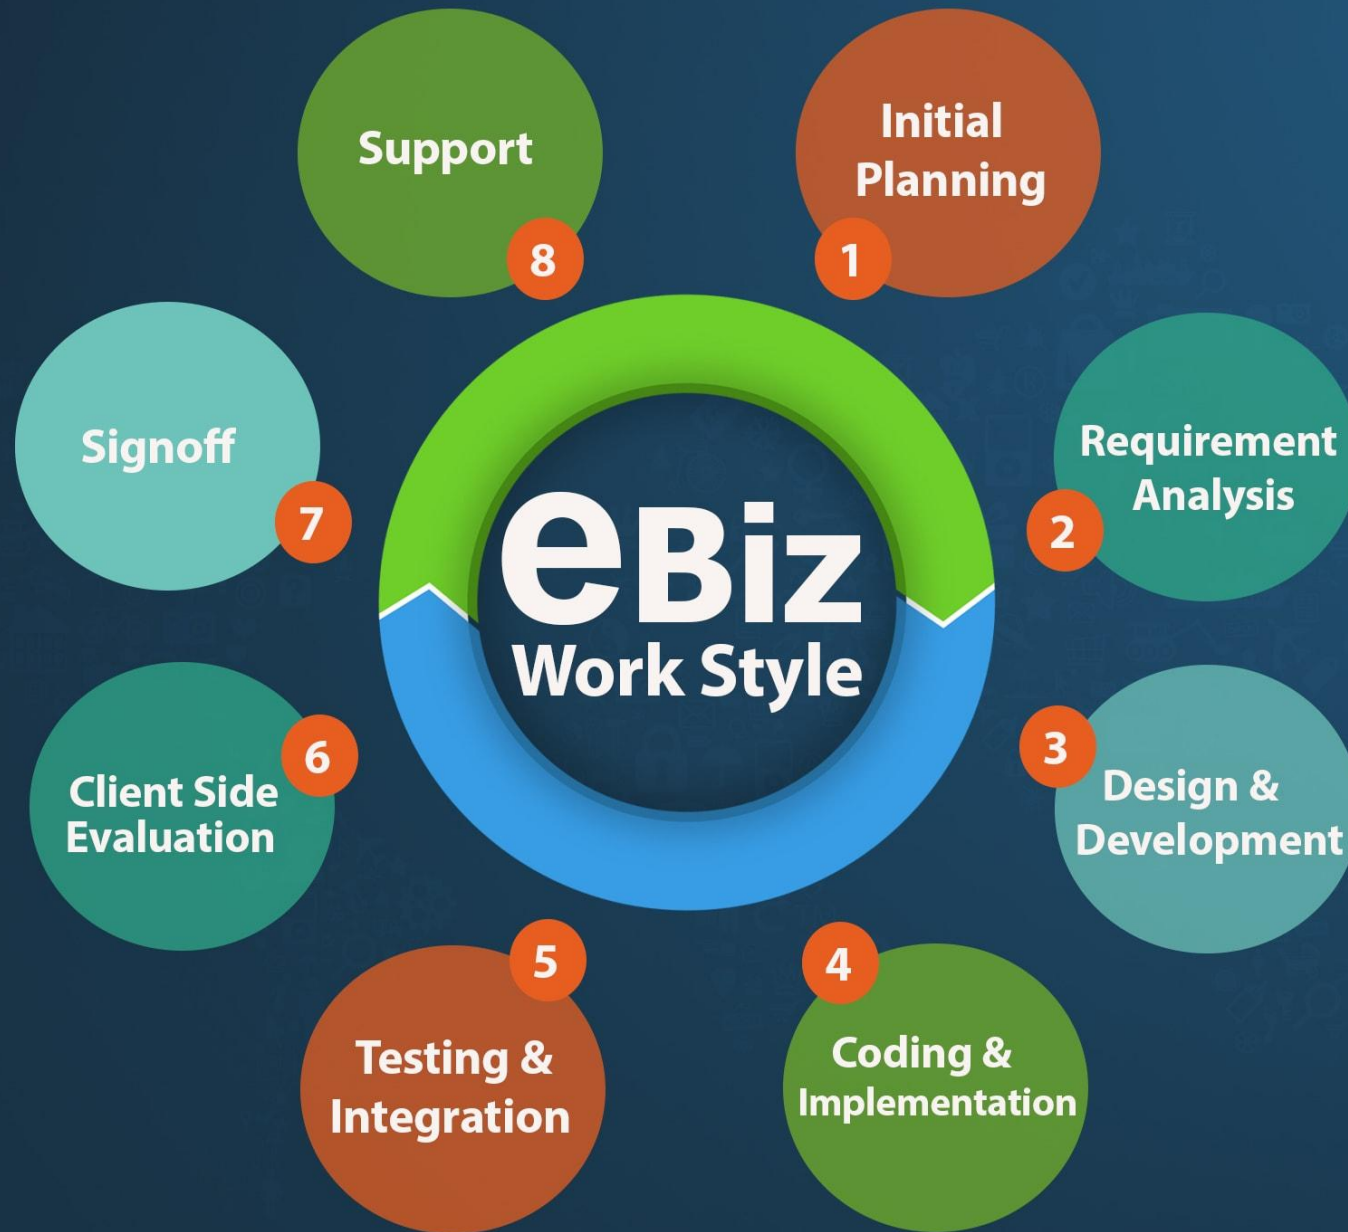 eBiz
Work Style
1
Initial
Planning
2
Requirement
Analysis
3
Design &
Development
4
Coding &
Implementation
5
Testing &
Integration
6
Client Side
Evaluation
7
Signoff
8
Support